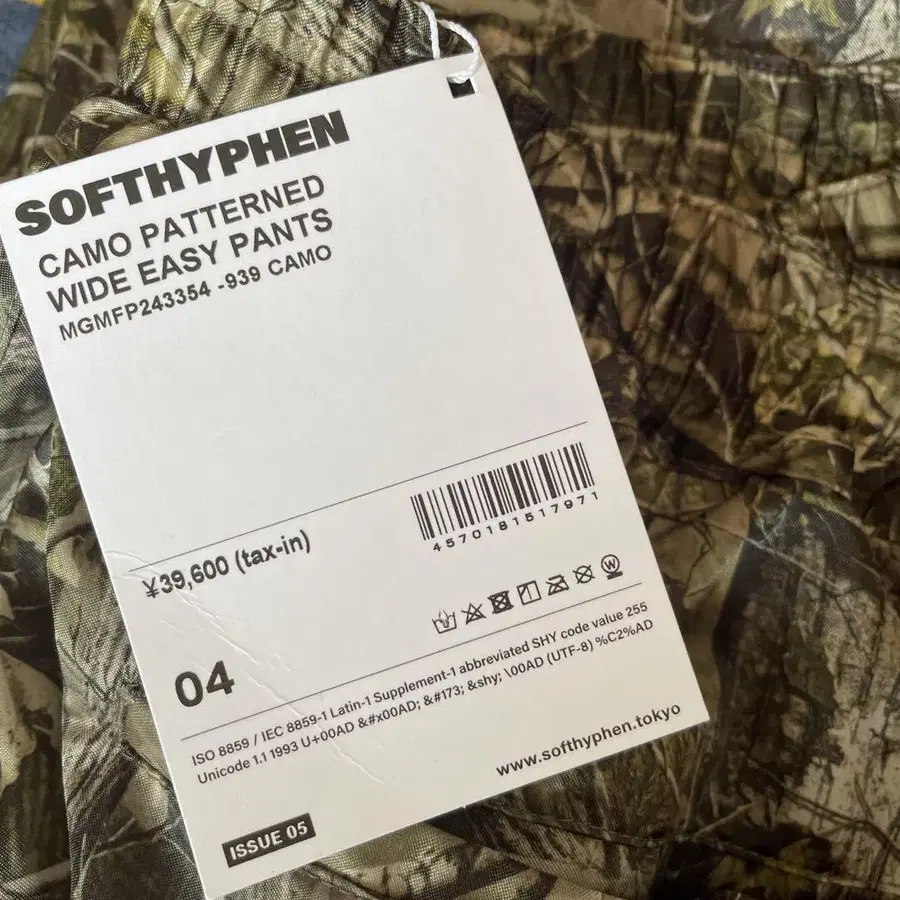 SOFTHYPHEN
CAMO PATTERNED
WIDE EASY PANTS
MGMFP243354 -939 CAMO
4570181517971
¥39,600 (tax-in)
W
04
ISO 8859 / IEC 8859-1 Latin-1 Supplement-1 abbreviated SHY code value 255
Unicode 1.1 1993 U+00AD &#x00AD; &#173; &shy; \00AD (UTF-8) %C2%AD
www.softhyphen.tokyo
ISSUE 05